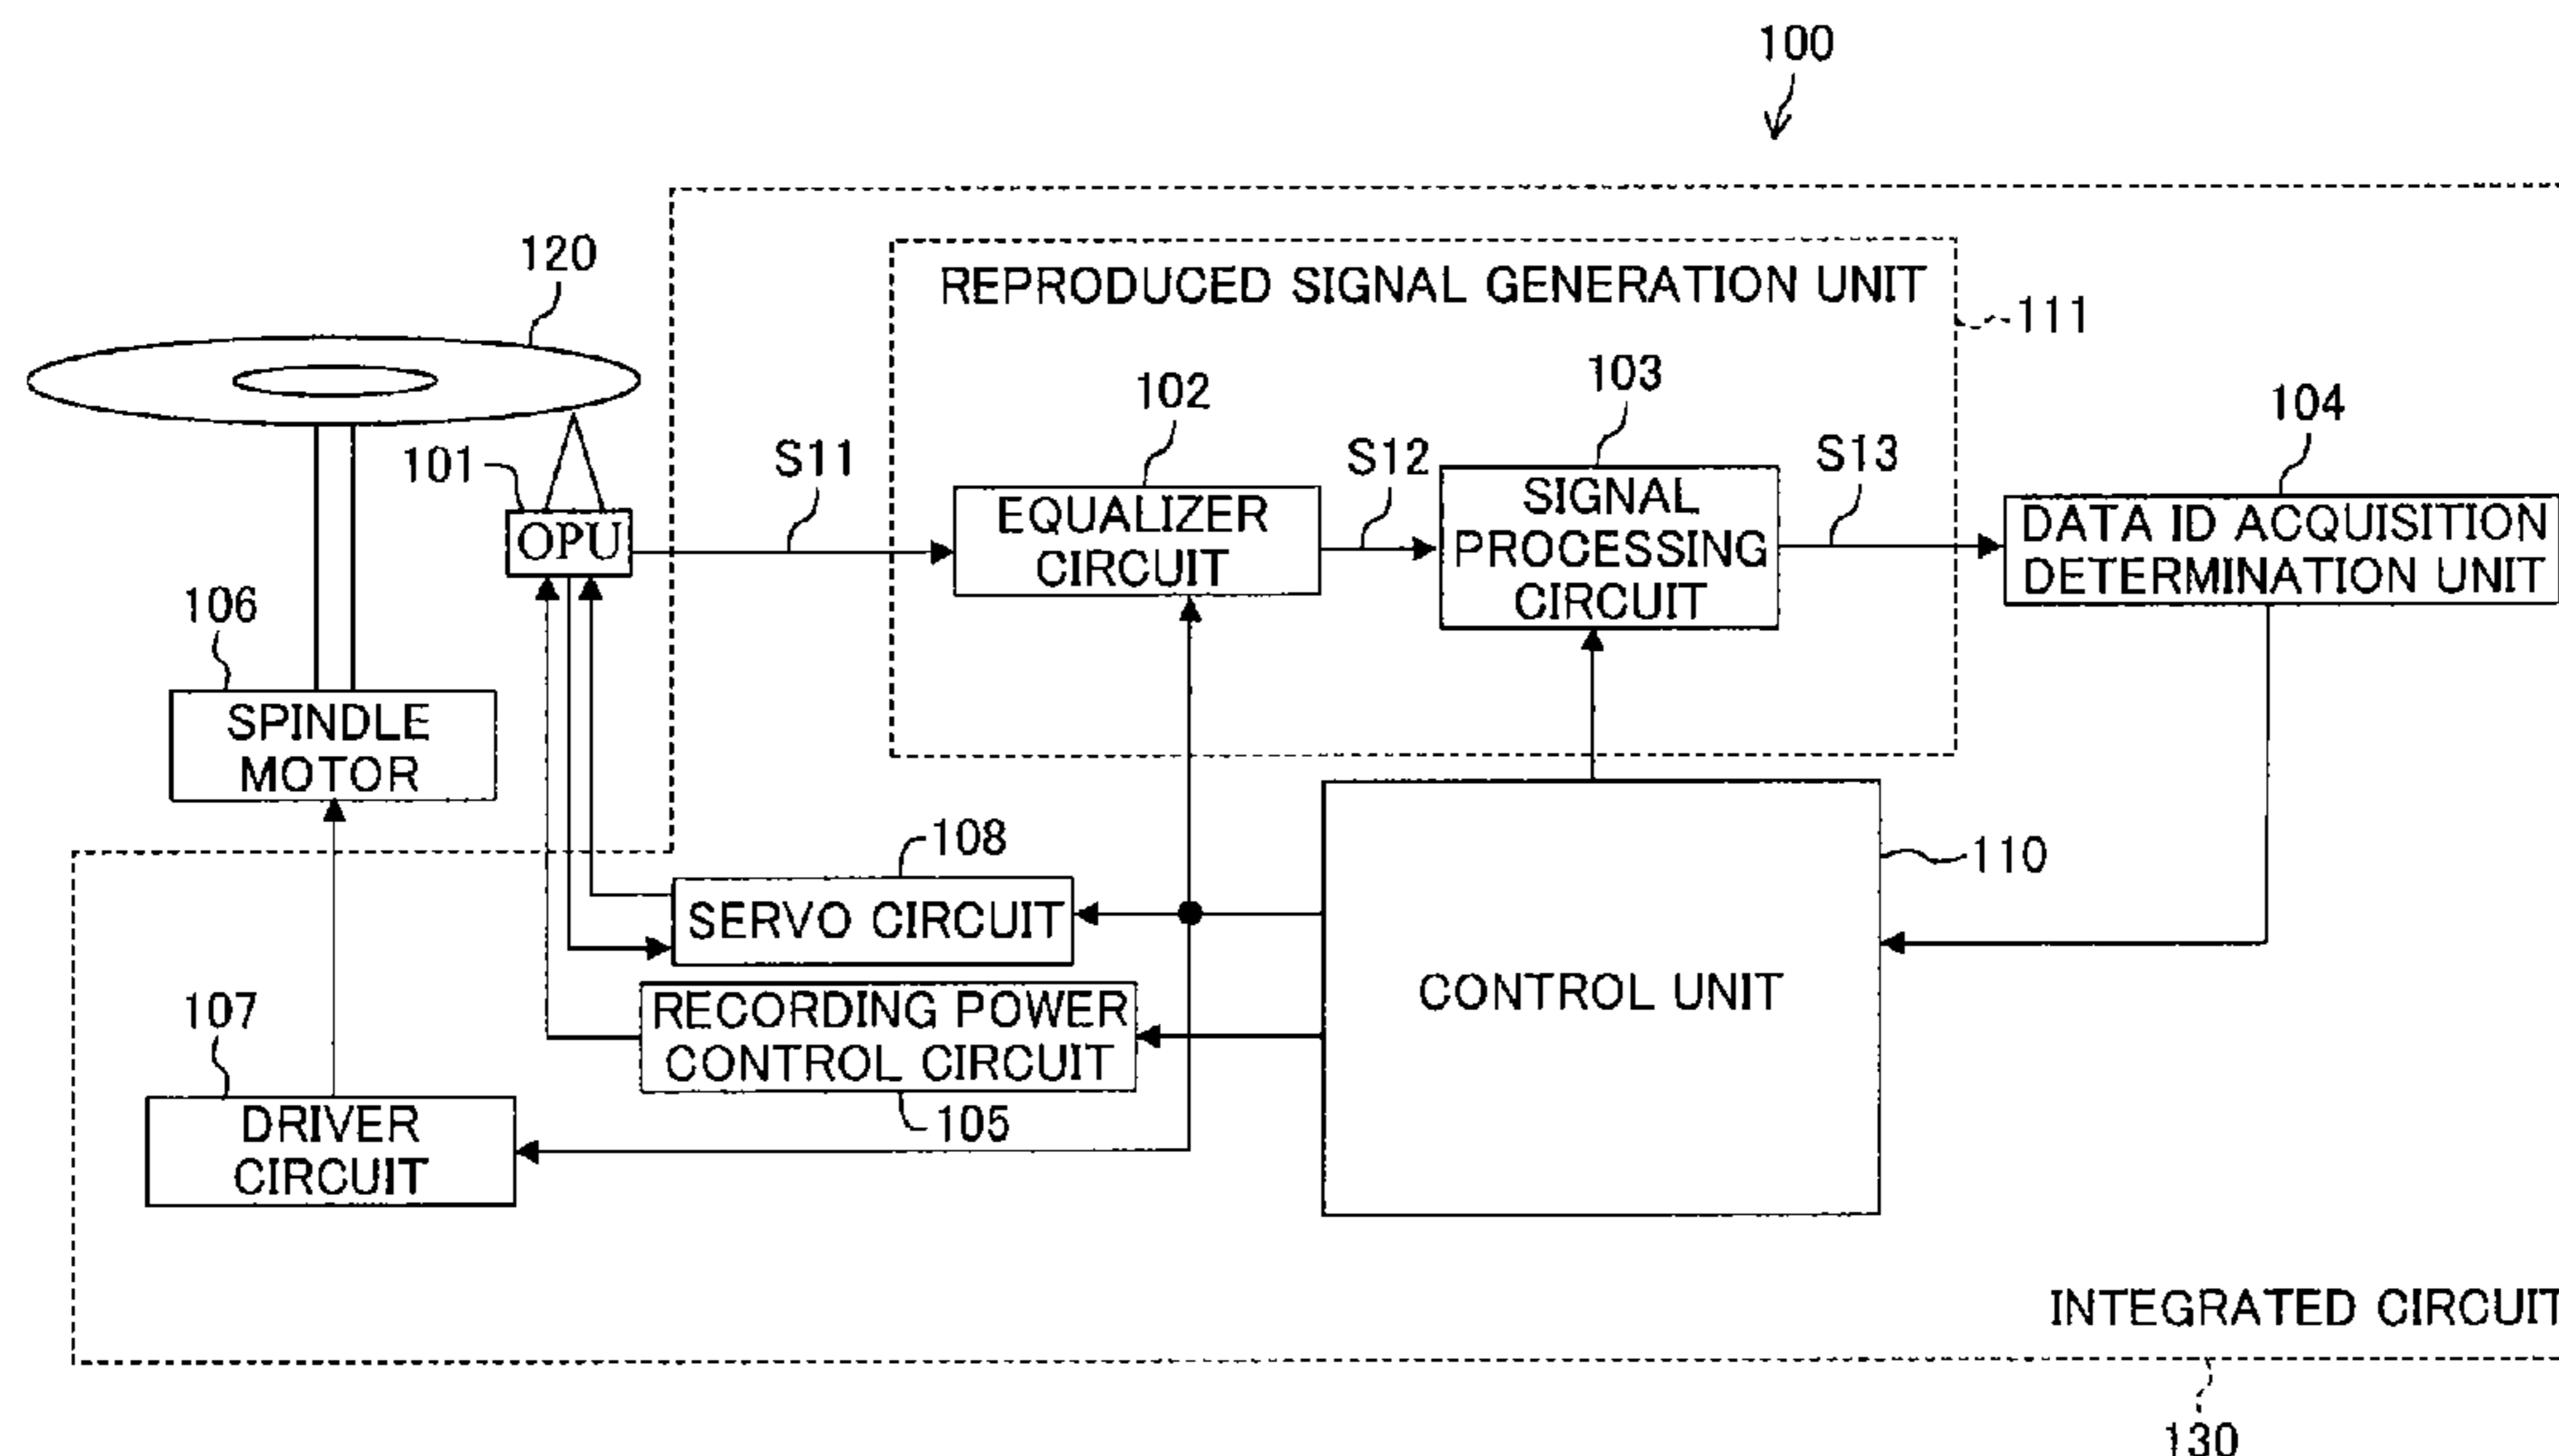 100
120
REPRODUCED SIGNAL GENERATION UNIT
111
103
102
104
101
S11
S12
S13
OPU
EQUALIZER
CIRCUIT
SIGNAL
PROCESSING
CIRCUIT
DATA ID ACQUISITION
DETERMINATION UNIT
106
SPINDLE
MOTOR
108
110
SERVO CIRCUIT
CONTROL UNIT
107
RECORDING POWER
CONTROL CIRCUIT
105
DRIVER
CIRCUIT
INTEGRATED CIRCUIT
130